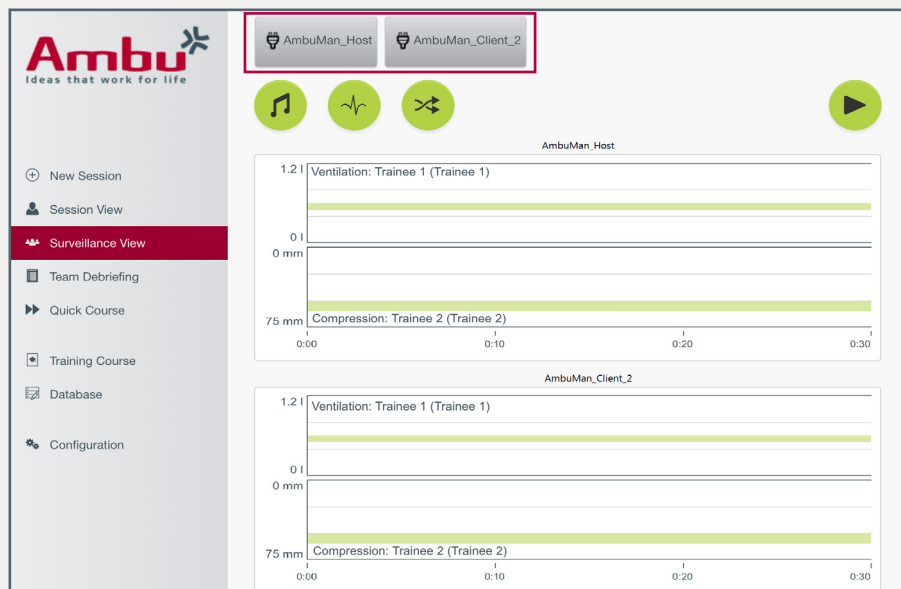 Ambu
Ideas that work for life
New Session
Session View
Surveillance View
Team Debriefing
Quick Course
Training Course
Database
Configuration
AmbuMan_Host
AmbuMan_Client_2
AmbuMan_Host
1.2 l
Ventilation: Trainee 1 (Trainee 1)
0 l
0 mm
75 mm
Compression: Trainee 2 (Trainee 2)
0:00 0:10 0:20 0:30
AmbuMan_Client_2
1.2 l
Ventilation: Trainee 1 (Trainee 1)
0 l
0 mm
75 mm
Compression: Trainee 2 (Trainee 2)
0:00 0:10 0:20 0:30